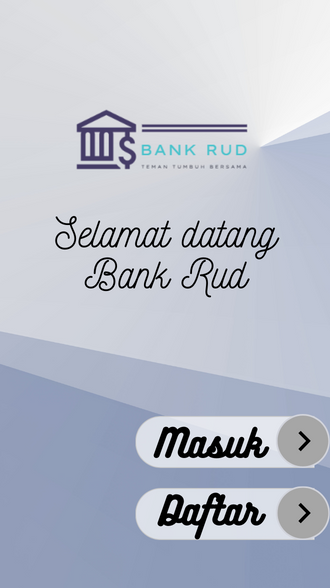 BANK RUD
TEMAN TUMBUH BERSAMA
Selamat datang
Bank Rud
Masuk
Daftar